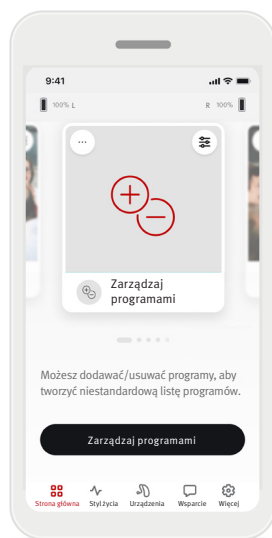 9:41
100% L
R 100%
Zarządzaj
programami
Możesz dodawać/usuwać programy, aby
tworzyć niestandardową listę programów.
Zarządzaj programami
Strona główna Styl życia Urządzenia Wsparcie Więcej